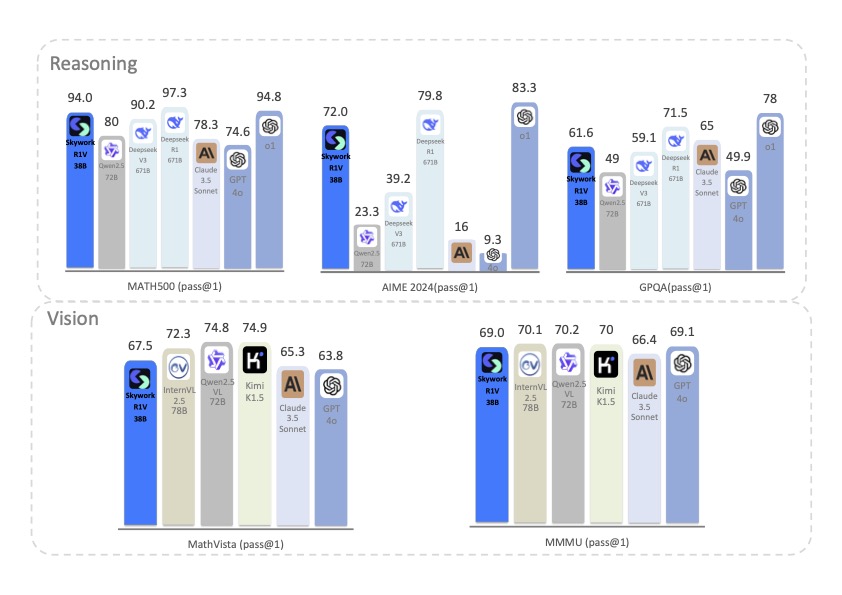 Reasoning
94.0
80
90.2
97.3
78.3
74.6
94.8
Skywork
R1V
38B
Qwen2.5
72B
Deepseek
V3
671B
Deepseek
R1
671B
Claude
3.5
Sonnet
GPT
4o
o1
MATH500 (pass@1)
72.0
23.3
39.2
79.8
16
9.3
83.3
Skywork
R1V
38B
Qwen2.5
72B
Deepseek
V3
671B
Deepseek
R1
671B
4o
o1
AIME 2024(pass@1)
61.6
49
59.1
71.5
65
49.9
78
Skywork
R1V
38B
Qwen2.5
72B
Deepseek
V3
671B
Deepseek
R1
671B
Claude
3.5
Sonnet
GPT
4o
o1
GPQA(pass@1)
Vision
67.5
72.3
74.8
74.9
65.3
63.8
Skywork
R1V
38B
InternVL
2.5
78B
Qwen2.5
VL
72B
Kimi
K1.5
Claude
3.5
Sonnet
GPT
4o
MathVista (pass@1)
69.0
70.1
70.2
70
66.4
69.1
Skywork
R1V
38B
InternVL
2.5
78B
Qwen2.5
VL
72B
Kimi
K1.5
Claude
3.5
Sonnet
GPT
4o
MMMU (pass@1)